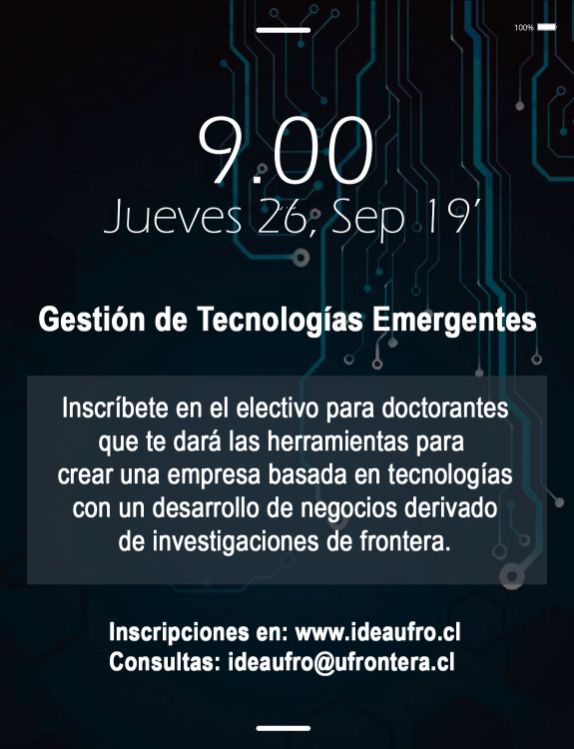 100%
9.00
Jueves 26, Sep 19'
Gestión de Tecnologías Emergentes
Inscríbete en el electivo para doctorantes
que te dará las herramientas para
crear una empresa basada en tecnologías
con un desarrollo de negocios derivado
de investigaciones de frontera.
Inscripciones en: www.ideaufro.cl
Consultas: ideaufro@ufrontera.cl